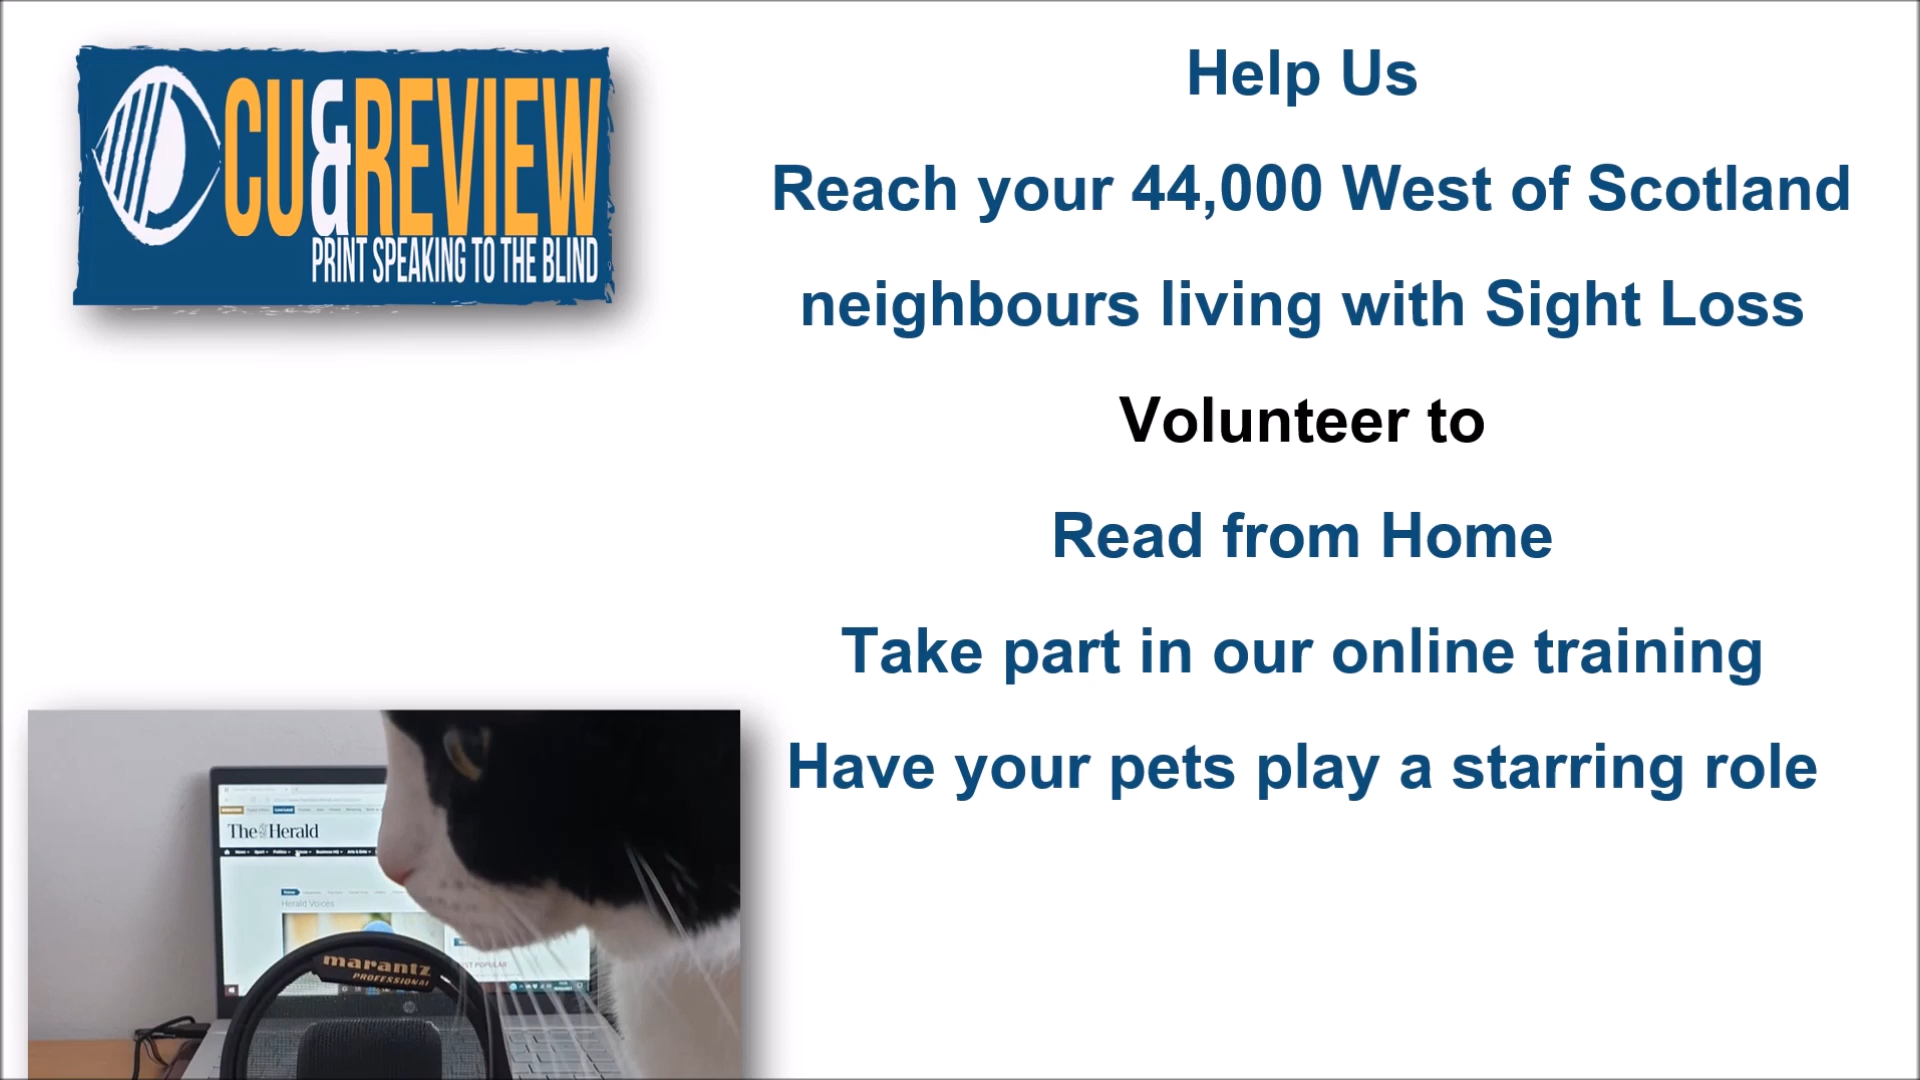 CU&REVIEW
PRINT SPEAKING TO THE BLIND
Help Us
Reach your 44,000 West of Scotland
neighbours living with Sight Loss
Volunteer to
Read from Home
Take part in our online training
Have your pets play a starring role
The Herald
Herald Voices
marantz
PROFESSIONAL